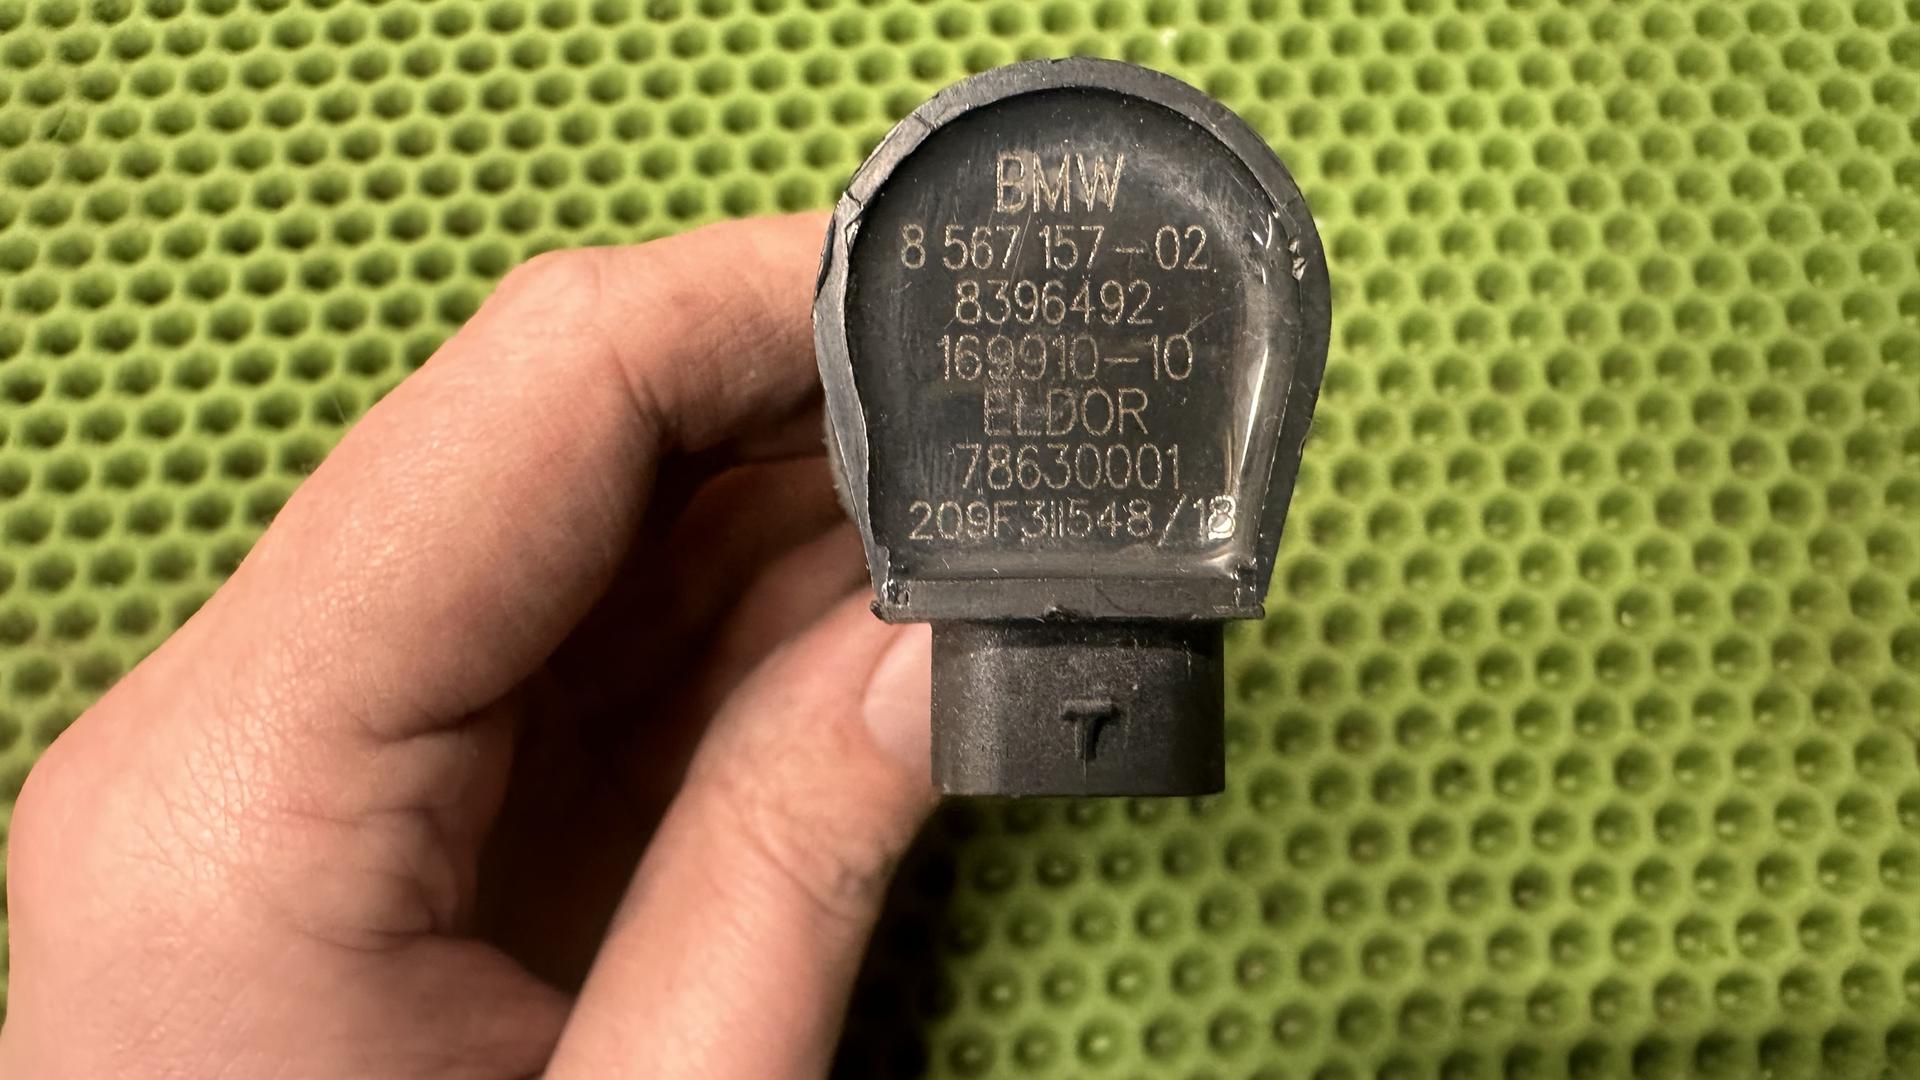 BMW
8 567 157-02
8396492
169910-10
ELDOR
78630001
209F311548/18
T